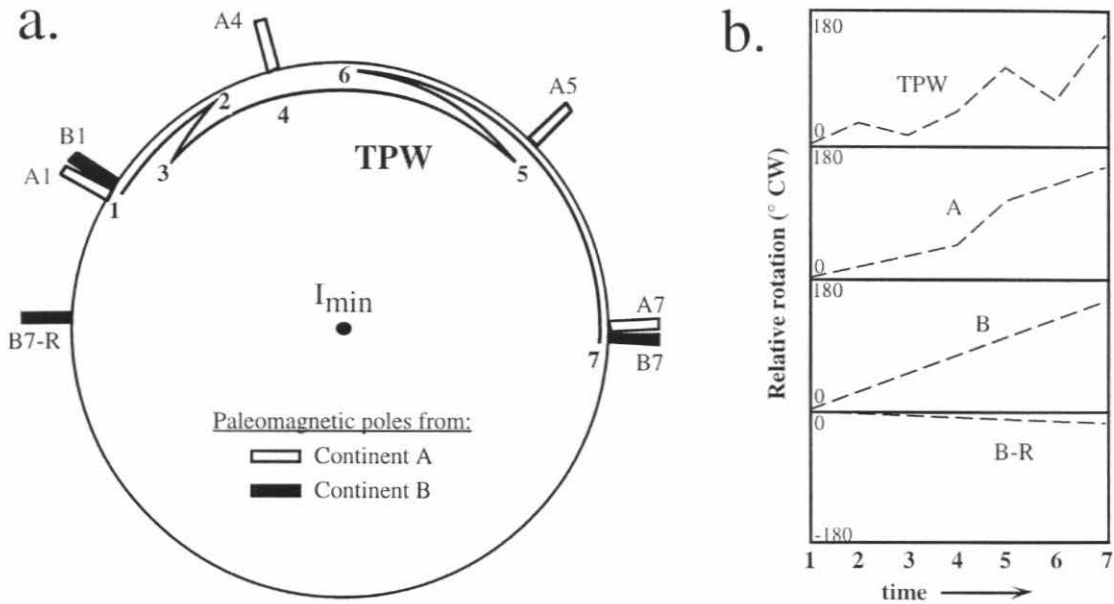 a.
A4
6
A5
B1
2
4
A1
3
TPW
5
1
I min
B7-R
A7
7
B7
Paleomagnetic poles from:
Continent A
Continent B
b.
Relative rotation (° CW)
180
TPW
0
180
A
0
180
B
0
0
B-R
-180
1 2 3 4 5 6 7
time